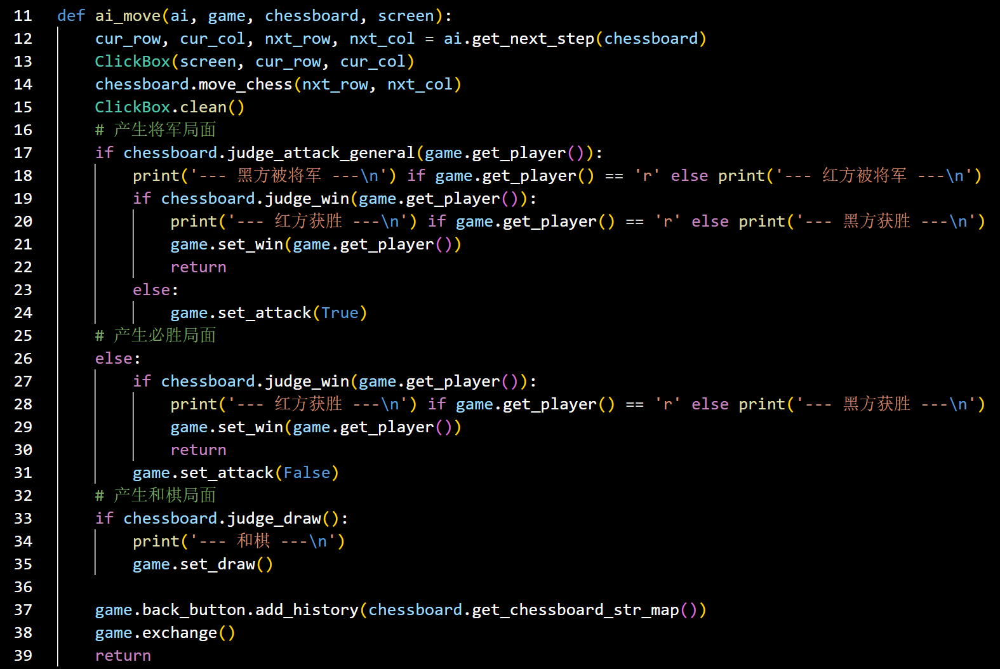 11 def ai_move(ai, game, chessboard, screen):
12     cur_row, cur_col, nxt_row, nxt_col = ai.get_next_step(chessboard)
13     ClickBox(screen, cur_row, cur_col)
14     chessboard.move_chess(nxt_row, nxt_col)
15     ClickBox.clean()
16     # 产生将军局面
17     if chessboard.judge_attack_general(game.get_player()):
18         print('--- 黑方被将军 ---\n') if game.get_player() == 'r' else print('--- 红方被将军 ---\n')
19         if chessboard.judge_win(game.get_player()):
20             print('--- 红方获胜 ---\n') if game.get_player() == 'r' else print('--- 黑方获胜 ---\n')
21             game.set_win(game.get_player())
22             return
23         else:
24             game.set_attack(True)
25     # 产生必胜局面
26     else:
27         if chessboard.judge_win(game.get_player()):
28             print('--- 红方获胜 ---\n') if game.get_player() == 'r' else print('--- 黑方获胜 ---\n')
29             game.set_win(game.get_player())
30             return
31         game.set_attack(False)
32     # 产生和棋局面
33     if chessboard.judge_draw():
34         print('--- 和棋 ---\n')
35         game.set_draw()
36
37     game.back_button.add_history(chessboard.get_chessboard_str_map())
38     game.exchange()
39     return